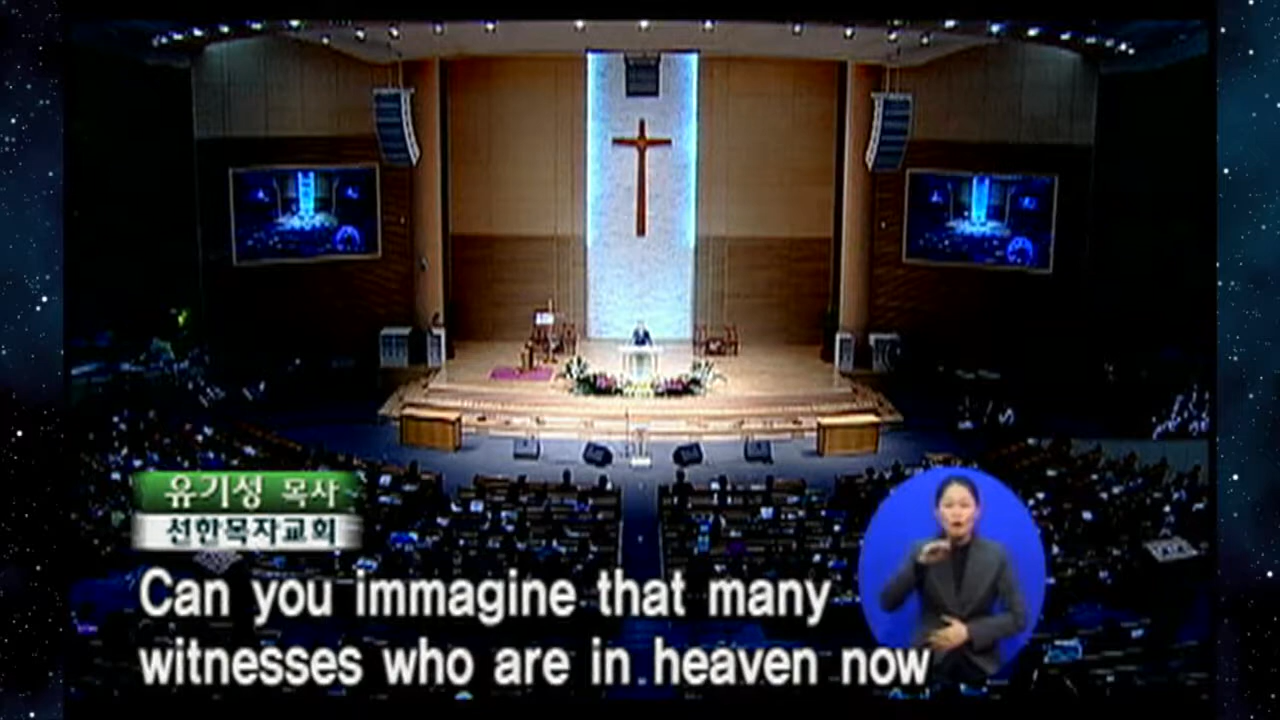 유기성 목사
선한목자교회
Can you immagine that many
witnesses who are in heaven now